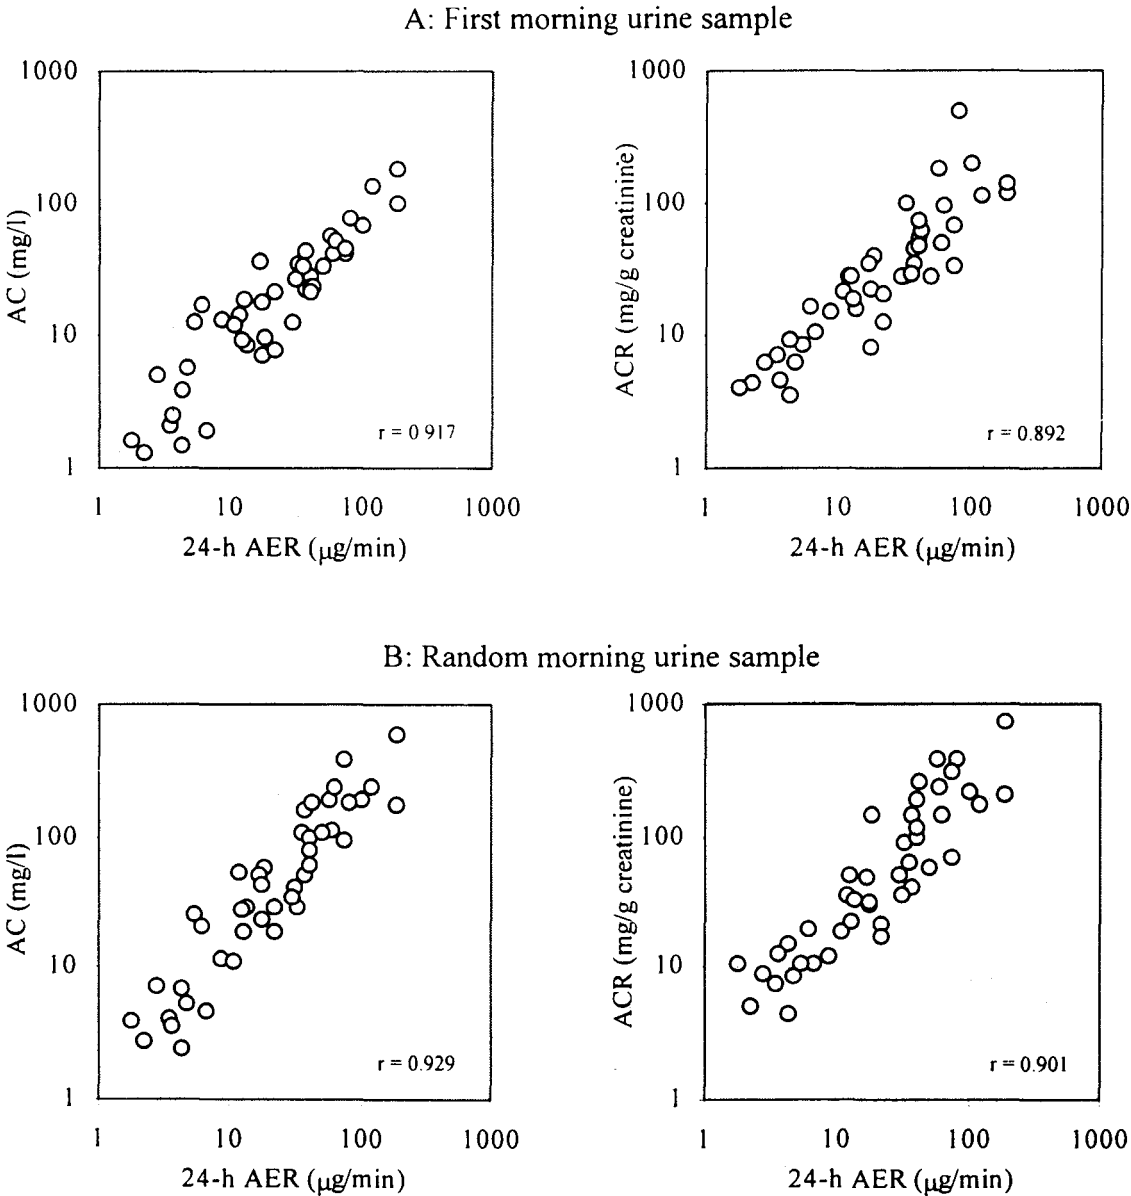 A: First morning urine sample
1000
100
10
1
AC (mg/l)
r = 0 917
1 10 100 1000
24-h AER (μg/min)
1000
100
10
1
ACR (mg/g creatinine)
r = 0.892
1 10 100 1000
24-h AER (μg/min)
B: Random morning urine sample
1000
100
10
1
AC (mg/l)
r = 0.929
1 10 100 1000
24-h AER (μg/min)
1000
100
10
1
ACR (mg/g creatinine)
r = 0.901
1 10 100 1000
24-h AER (μg/min)